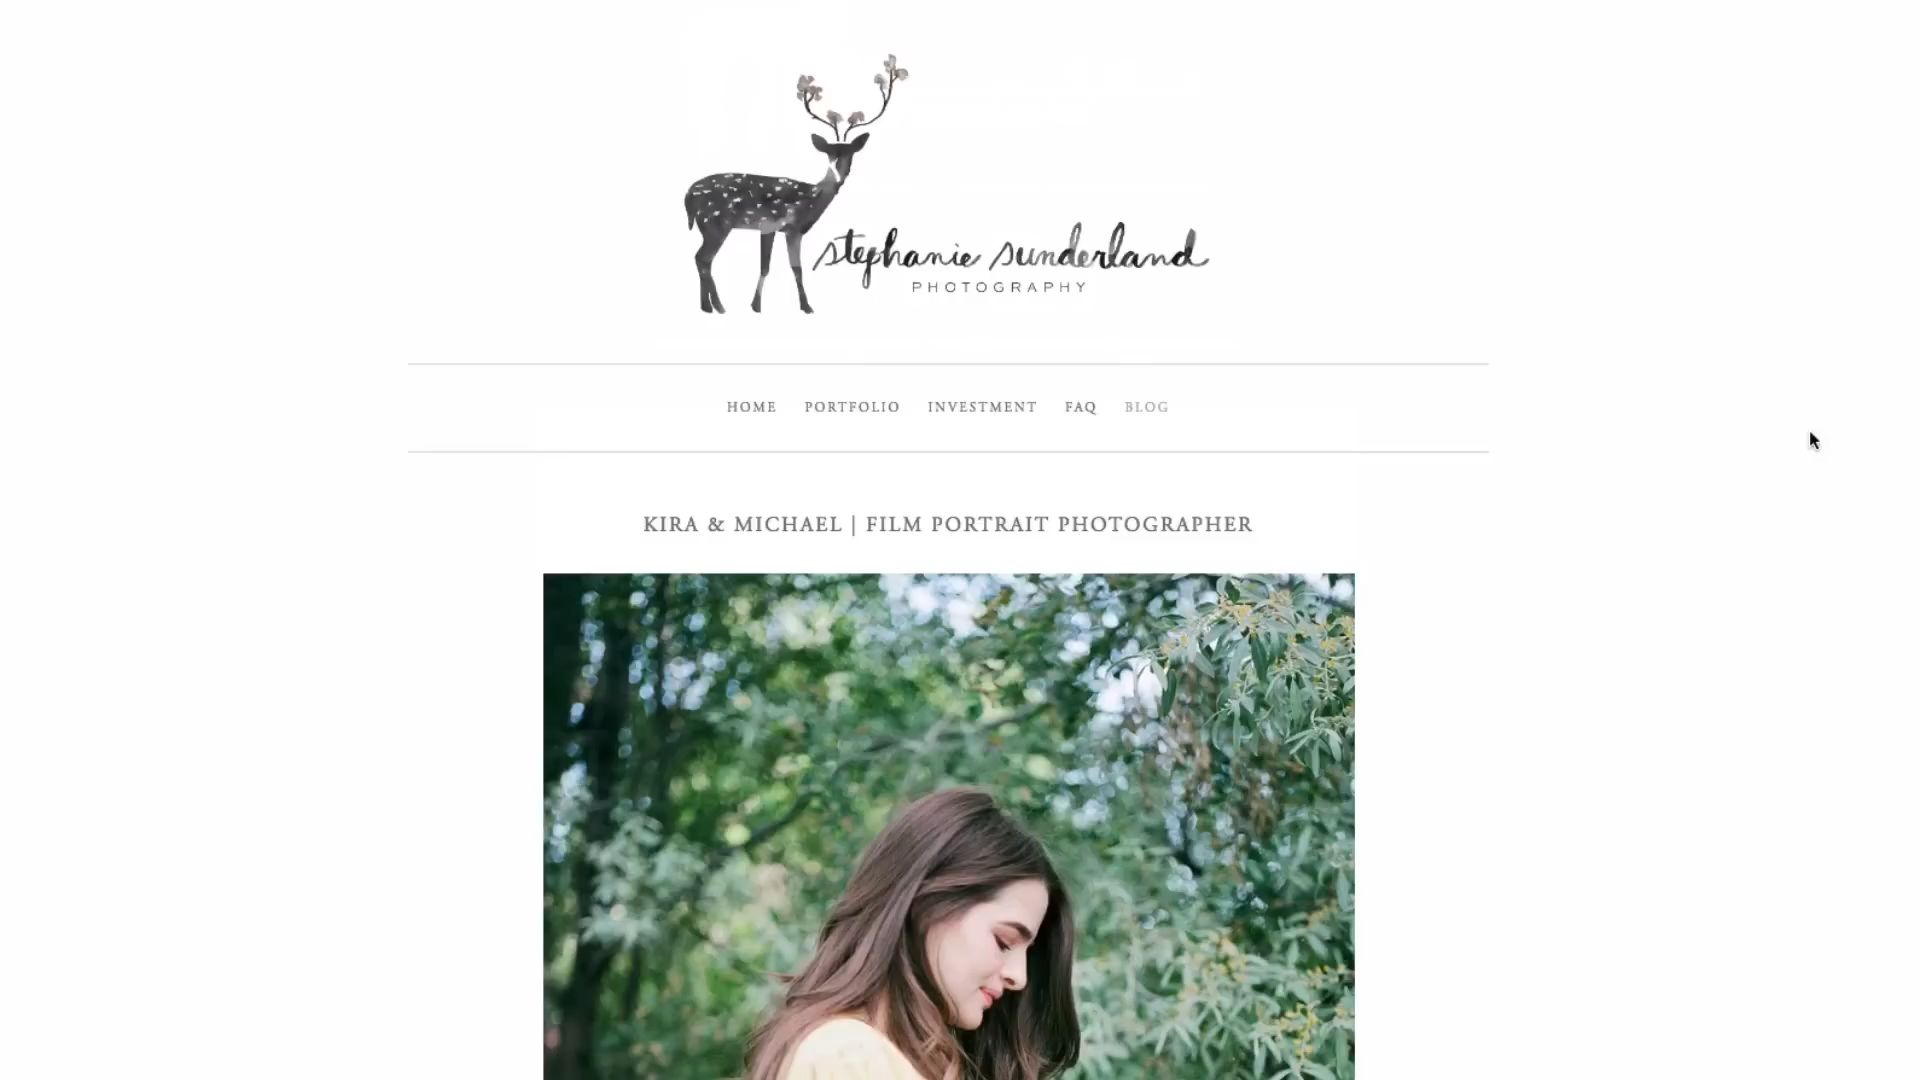 stephanie sunderland
PHOTOGRAPHY
HOME PORTFOLIO INVESTMENT FAQ BLOG
KIRA & MICHAEL | FILM PORTRAIT PHOTOGRAPHER